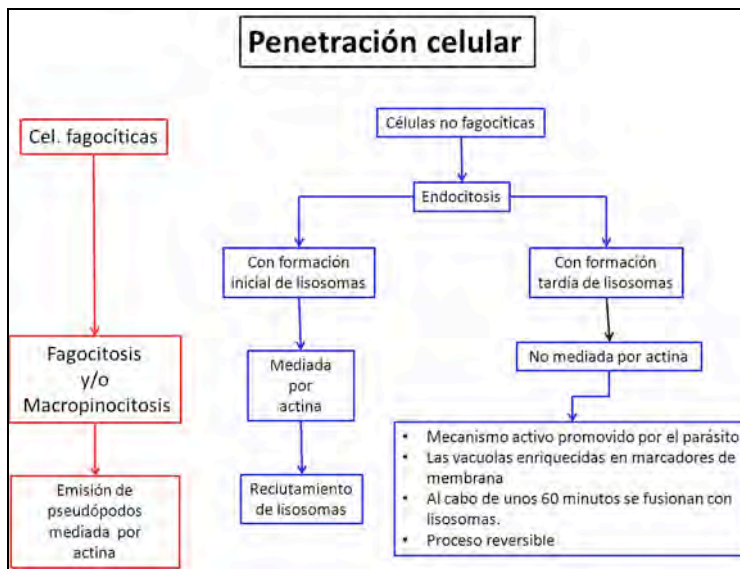 Penetración celular
Cel. fagocíticas
Fagocitosis
y/o
Macropinocitosis
Emisión de
pseudópodos
mediada por
actina
Células no fagocíticas
Endocitosis
Con formación
inicial de lisosomas
Mediada
por
actina
Reclutamiento
de lisosomas
Con formación
tardía de lisosomas
No mediada por actina
• Mecanismo activo promovido por el parásito
• Las vacuolas enriquecidas en marcadores de
membrana
• Al cabo de unos 60 minutos se fusionan con
lisosomas.
• Proceso reversible